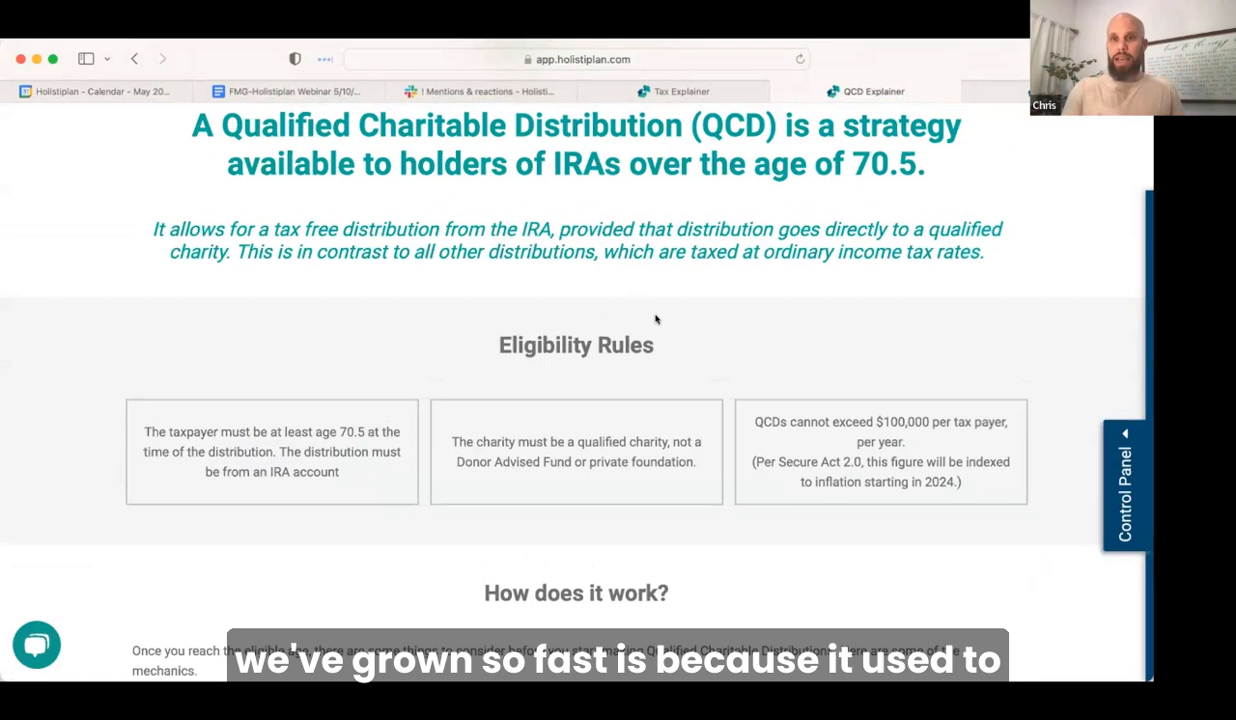 app.holistiplan.com
Holistiplan - Calendar - May 20...
FMG-Holistiplan Webinar 5/10/...
! Mentions & reactions - Holisti...
Tax Explainer
QCD Explainer
Chris
A Qualified Charitable Distribution (QCD) is a strategy
available to holders of IRAs over the age of 70.5.
It allows for a tax free distribution from the IRA, provided that distribution goes directly to a qualified
charity. This is in contrast to all other distributions, which are taxed at ordinary income tax rates.
Eligibility Rules
The taxpayer must be at least age 70.5 at the
time of the distribution. The distribution must
be from an IRA account
The charity must be a qualified charity, not a
Donor Advised Fund or private foundation.
QCDs cannot exceed $100,000 per tax payer,
per year.
(Per Secure Act 2.0, this figure will be indexed
to inflation starting in 2024.)
Control Panel
How does it work?
Once you reach the
mechanics.
we've grown so fast is because it used to